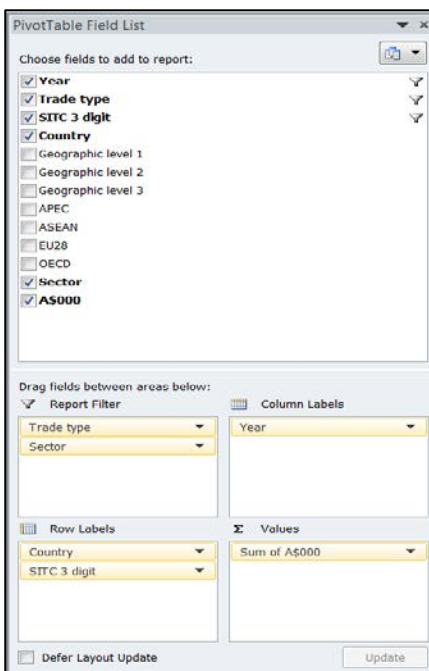 PivotTable Field List
Choose fields to add to report:
Year
Trade type
SITC 3 digit
Country
Geographic level 1
Geographic level 2
Geographic level 3
APEC
ASEAN
EU28
OECD
Sector
A$000
Drag fields between areas below:
Report Filter
Column Labels
Trade type
Year
Sector
Row Labels
Σ Values
Country
Sum of A$000
SITC 3 digit
Defer Layout Update
Update